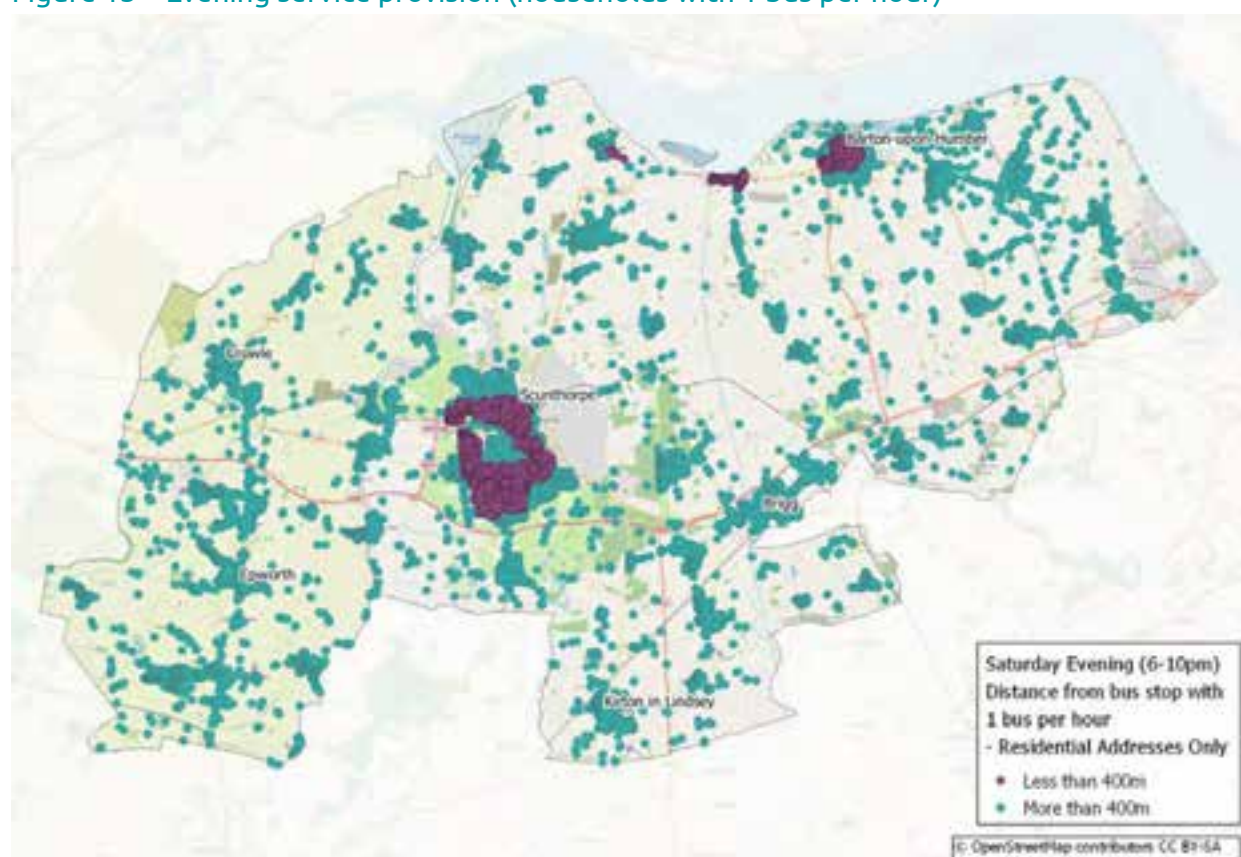 Barton-upon-Humber
Crowle
Scunthorpe
Brigg
Epworth
Kirton in Lindsey
Saturday Evening (6-10pm)
Distance from bus stop with
1 bus per hour
- Residential Addresses Only
Less than 400m
More than 400m
© OpenStreetMap contributors CC BY-SA